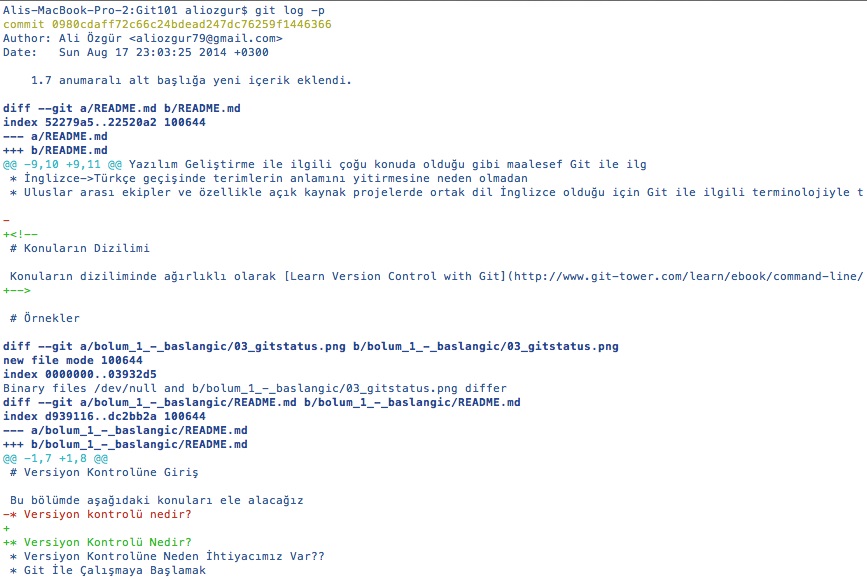 Alis-MacBook-Pro-2:Git101 aliozgur$ git log -p
commit 0980cdaff72c66c24bdead247dc76259f1446366
Author: Ali Özgür <aliozgur79@gmail.com>
Date:   Sun Aug 17 23:03:25 2014 +0300
1.7 anumaralı alt başlığa yeni içerik eklendi.
diff --git a/README.md b/README.md
index 52279a5..22520a2 100644
--- a/README.md
+++ b/README.md
@@ -9,10 +9,11 @@ Yazılım Geliştirme ile ilgili çoğu konuda olduğu gibi maalesef Git ile ilg
* İnglizce->Türkçe geçişinde terimlerin anlamını yitirmesine neden olmadan
* Uluslar arası ekipler ve özellikle açık kaynak projelerde ortak dil İnglizce olduğu için Git ile ilgili terminolojiyle t
-
+<!--
# Konuların Dizilimi
Konuların diziliminde ağırlıklı olarak [Learn Version Control with Git](http://www.git-tower.com/learn/ebook/command-line/
+-->
# Örnekler
diff --git a/bolum_1_-_baslangic/03_gitstatus.png b/bolum_1_-_baslangic/03_gitstatus.png
new file mode 100644
index 0000000..03932d5
Binary files /dev/null and b/bolum_1_-_baslangic/03_gitstatus.png differ
diff --git a/bolum_1_-_baslangic/README.md b/bolum_1_-_baslangic/README.md
index d939116..dc2bb2a 100644
--- a/bolum_1_-_baslangic/README.md
+++ b/bolum_1_-_baslangic/README.md
@@ -1,7 +1,8 @@
# Versiyon Kontrolüne Giriş
Bu bölümde aşağıdaki konuları ele alacağız
-* Versiyon kontrolü nedir?
+
+* Versiyon Kontrolü Nedir?
* Versiyon Kontrolüne Neden İhtiyacımız Var??
* Git İle Çalışmaya Başlamak